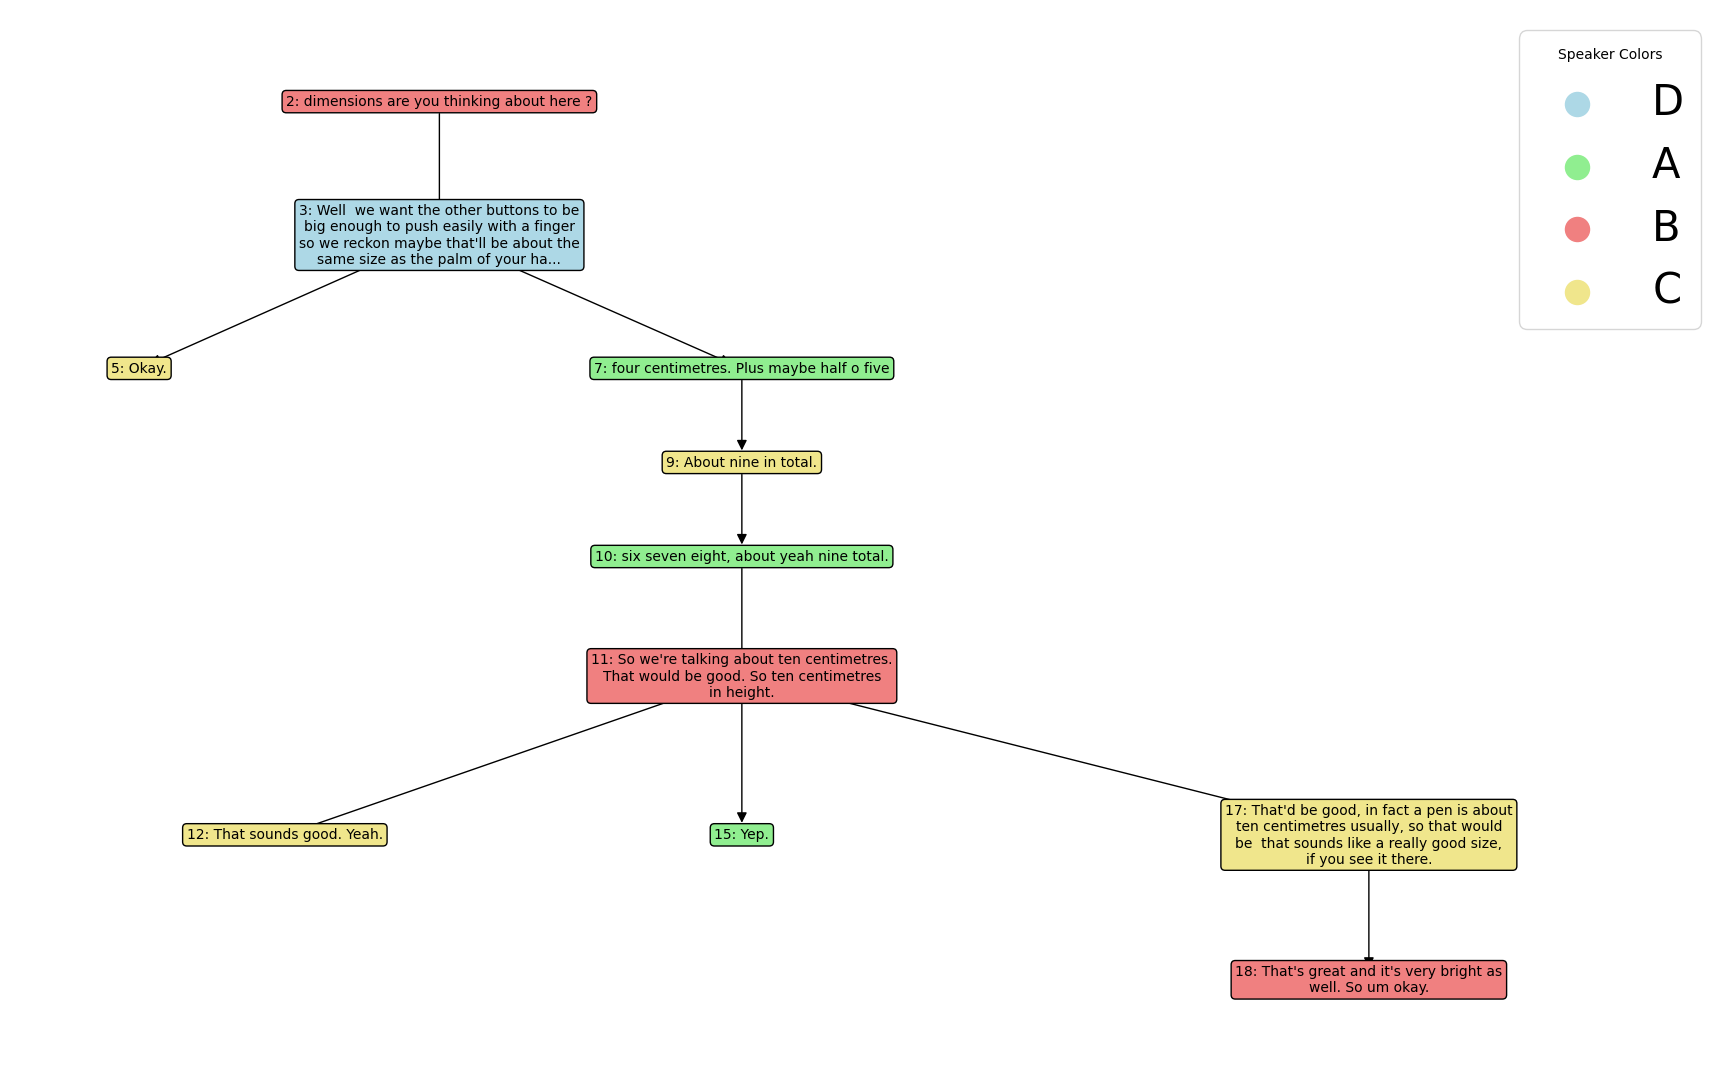 Speaker Colors
D
A
B
C
2: dimensions are you thinking about here ?
3: Well  we want the other buttons to be
big enough to push easily with a finger
so we reckon maybe that'll be about the
same size as the palm of your ha...
5: Okay.
7: four centimetres. Plus maybe half o five
9: About nine in total.
10: six seven eight, about yeah nine total.
11: So we're talking about ten centimetres.
That would be good. So ten centimetres
in height.
12: That sounds good. Yeah.
15: Yep.
17: That'd be good, in fact a pen is about
ten centimetres usually, so that would
be  that sounds like a really good size,
if you see it there.
18: That's great and it's very bright as
well. So um okay.